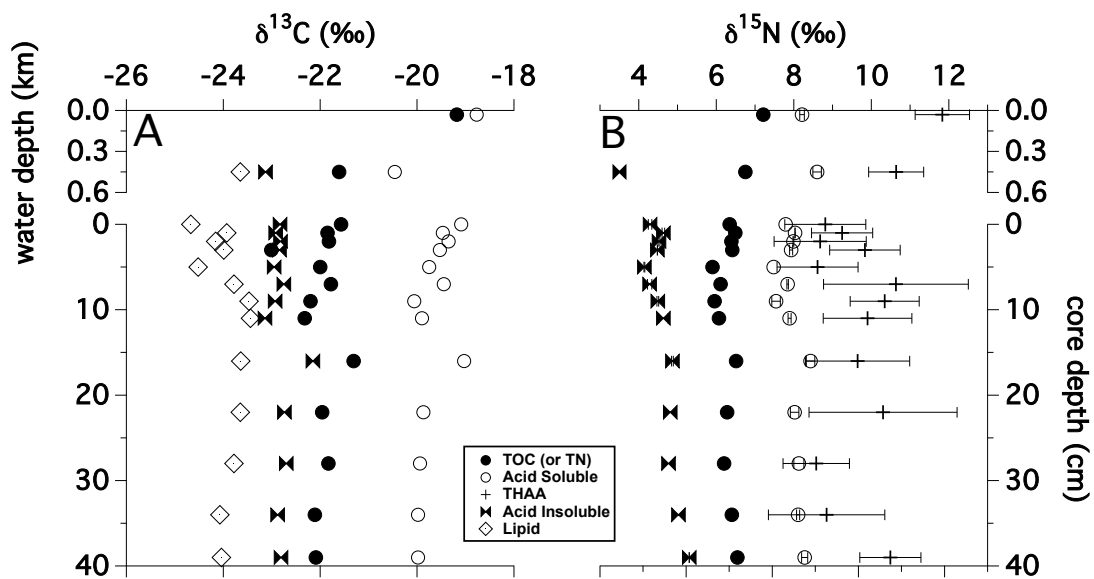 δ13C (‰)
δ15N (‰)
-26 -24 -22 -20 -18
4 6 8 10 12
water depth (km)
0.0
0.3
0.6
A
B
0.0
0.3
0.6
0
10
20
30
40
0
10
20
30
40
core depth (cm)
TOC (or TN)
Acid Soluble
THAA
Acid Insoluble
Lipid